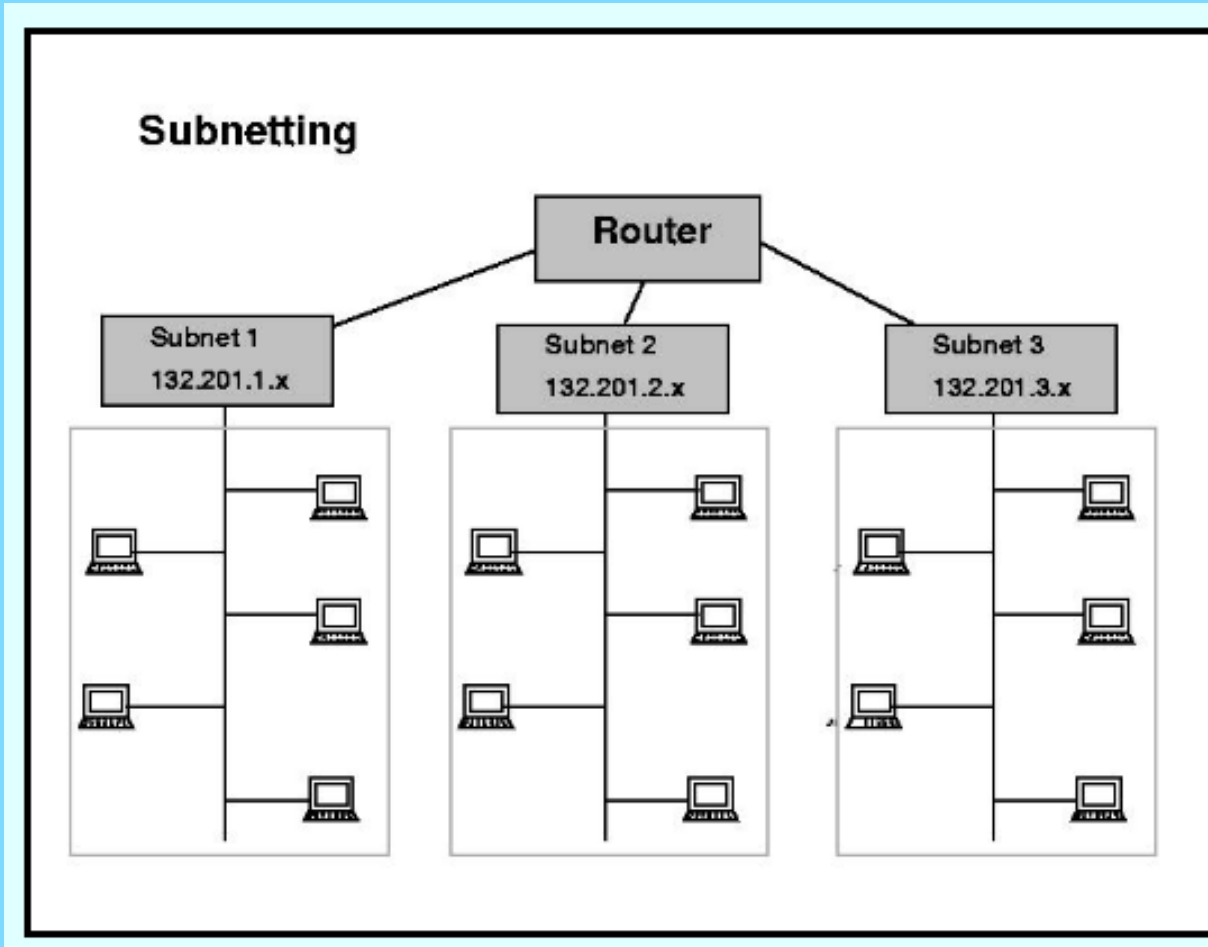 Subnetting
Router
Subnet 1
132.201.1.x
Subnet 2
132.201.2.x
Subnet 3
132.201.3.x